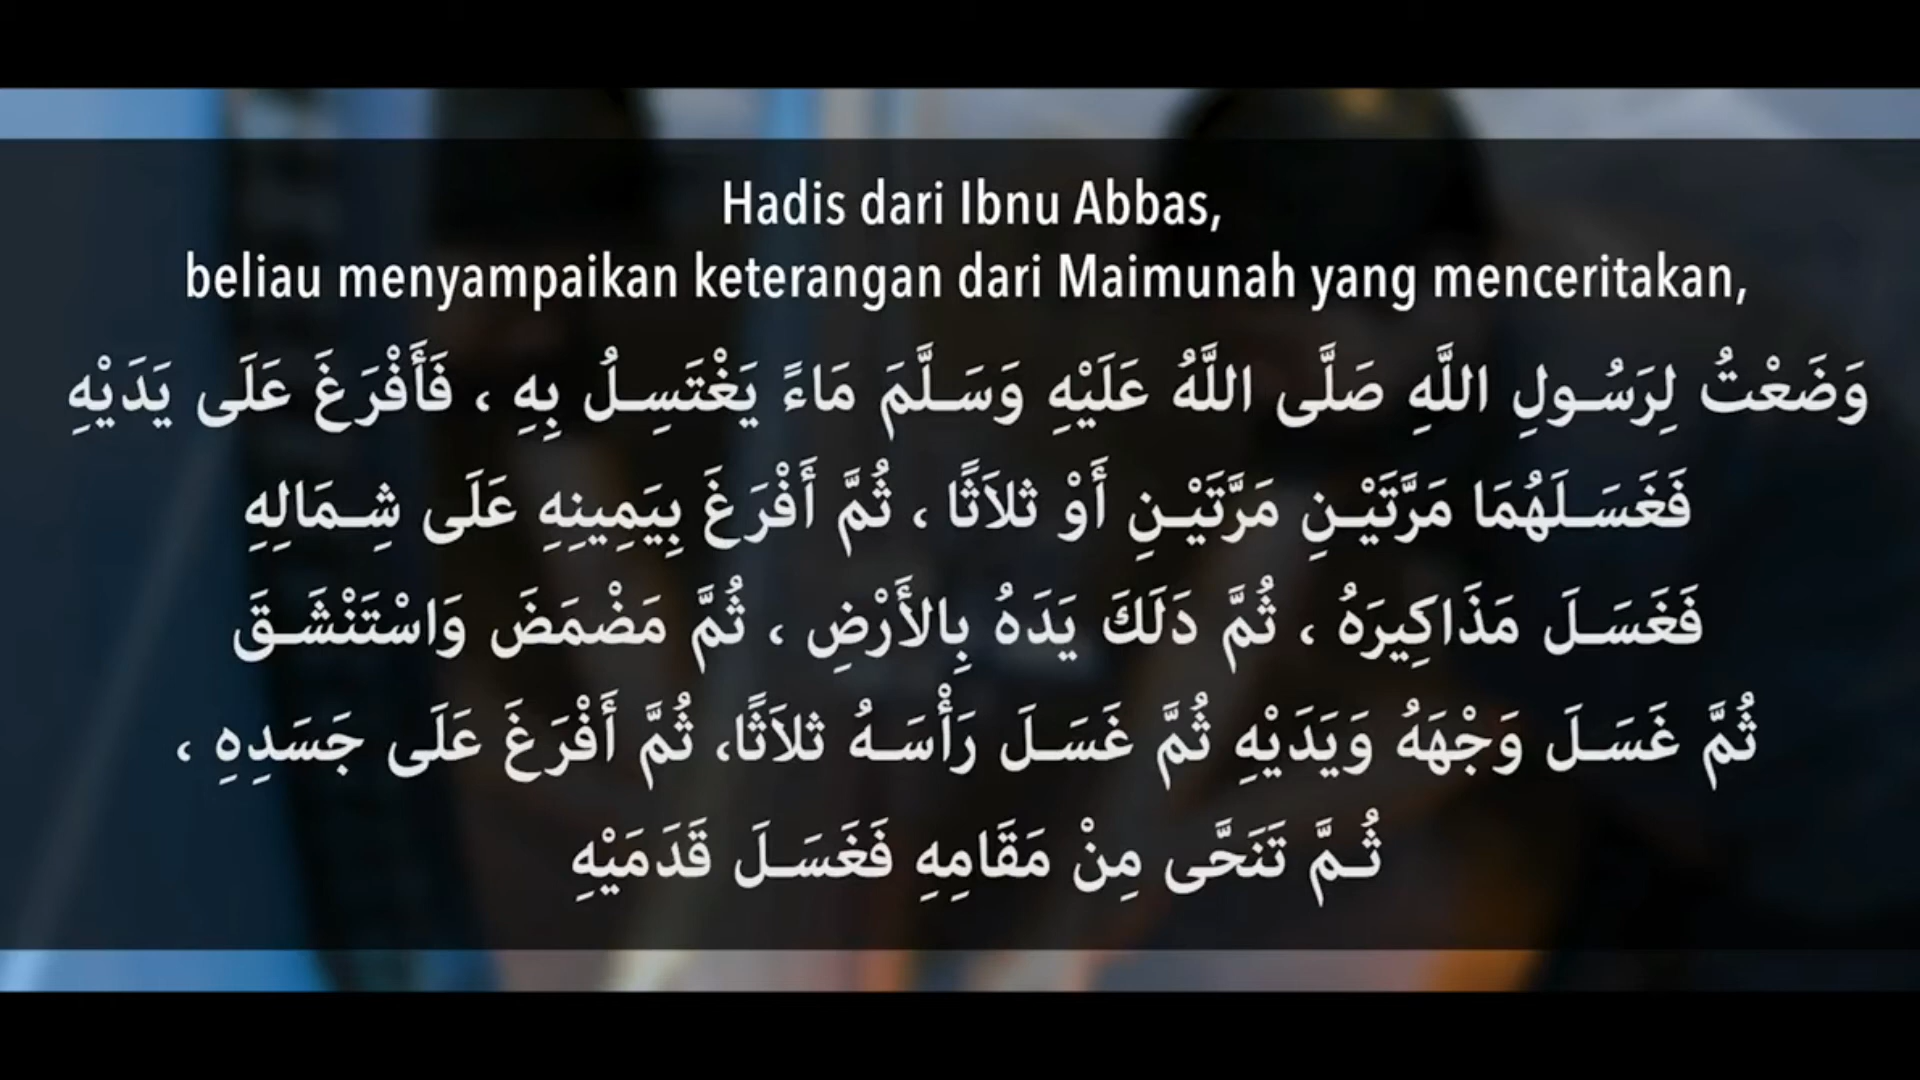 Hadis dari Ibnu Abbas,
beliau menyampaikan keterangan dari Maimunah yang menceritakan,
وَضَعْتُ لِرَسُولِ اللَّهِ صَلَّى اللَّهُ عَلَيْهِ وَسَلَّمَ مَاءً يَغْتَسِلُ بِهِ ، فَأَفْرَغَ عَلَى يَدَيْهِ
فَغَسَلَهُمَا مَرَّتَيْنِ مَرَّتَيْنِ أَوْ ثلاَثًا ، ثُمَّ أَفْرَغَ بِيَمِينِهِ عَلَى شِمَالِهِ
فَغَسَلَ مَذَاكِيرَهُ ، ثُمَّ دَلَكَ يَدَهُ بِالأَرْضِ ، ثُمَّ مَضْمَضَ وَاسْتَنْشَقَ
ثُمَّ غَسَلَ وَجْهَهُ وَيَدَيْهِ ثُمَّ غَسَلَ رَأْسَهُ ثلاَثًا، ثُمَّ أَفْرَغَ عَلَى جَسَدِهِ ،
ثُمَّ تَنَحَّى مِنْ مَقَامِهِ فَغَسَلَ قَدَمَيْهِ